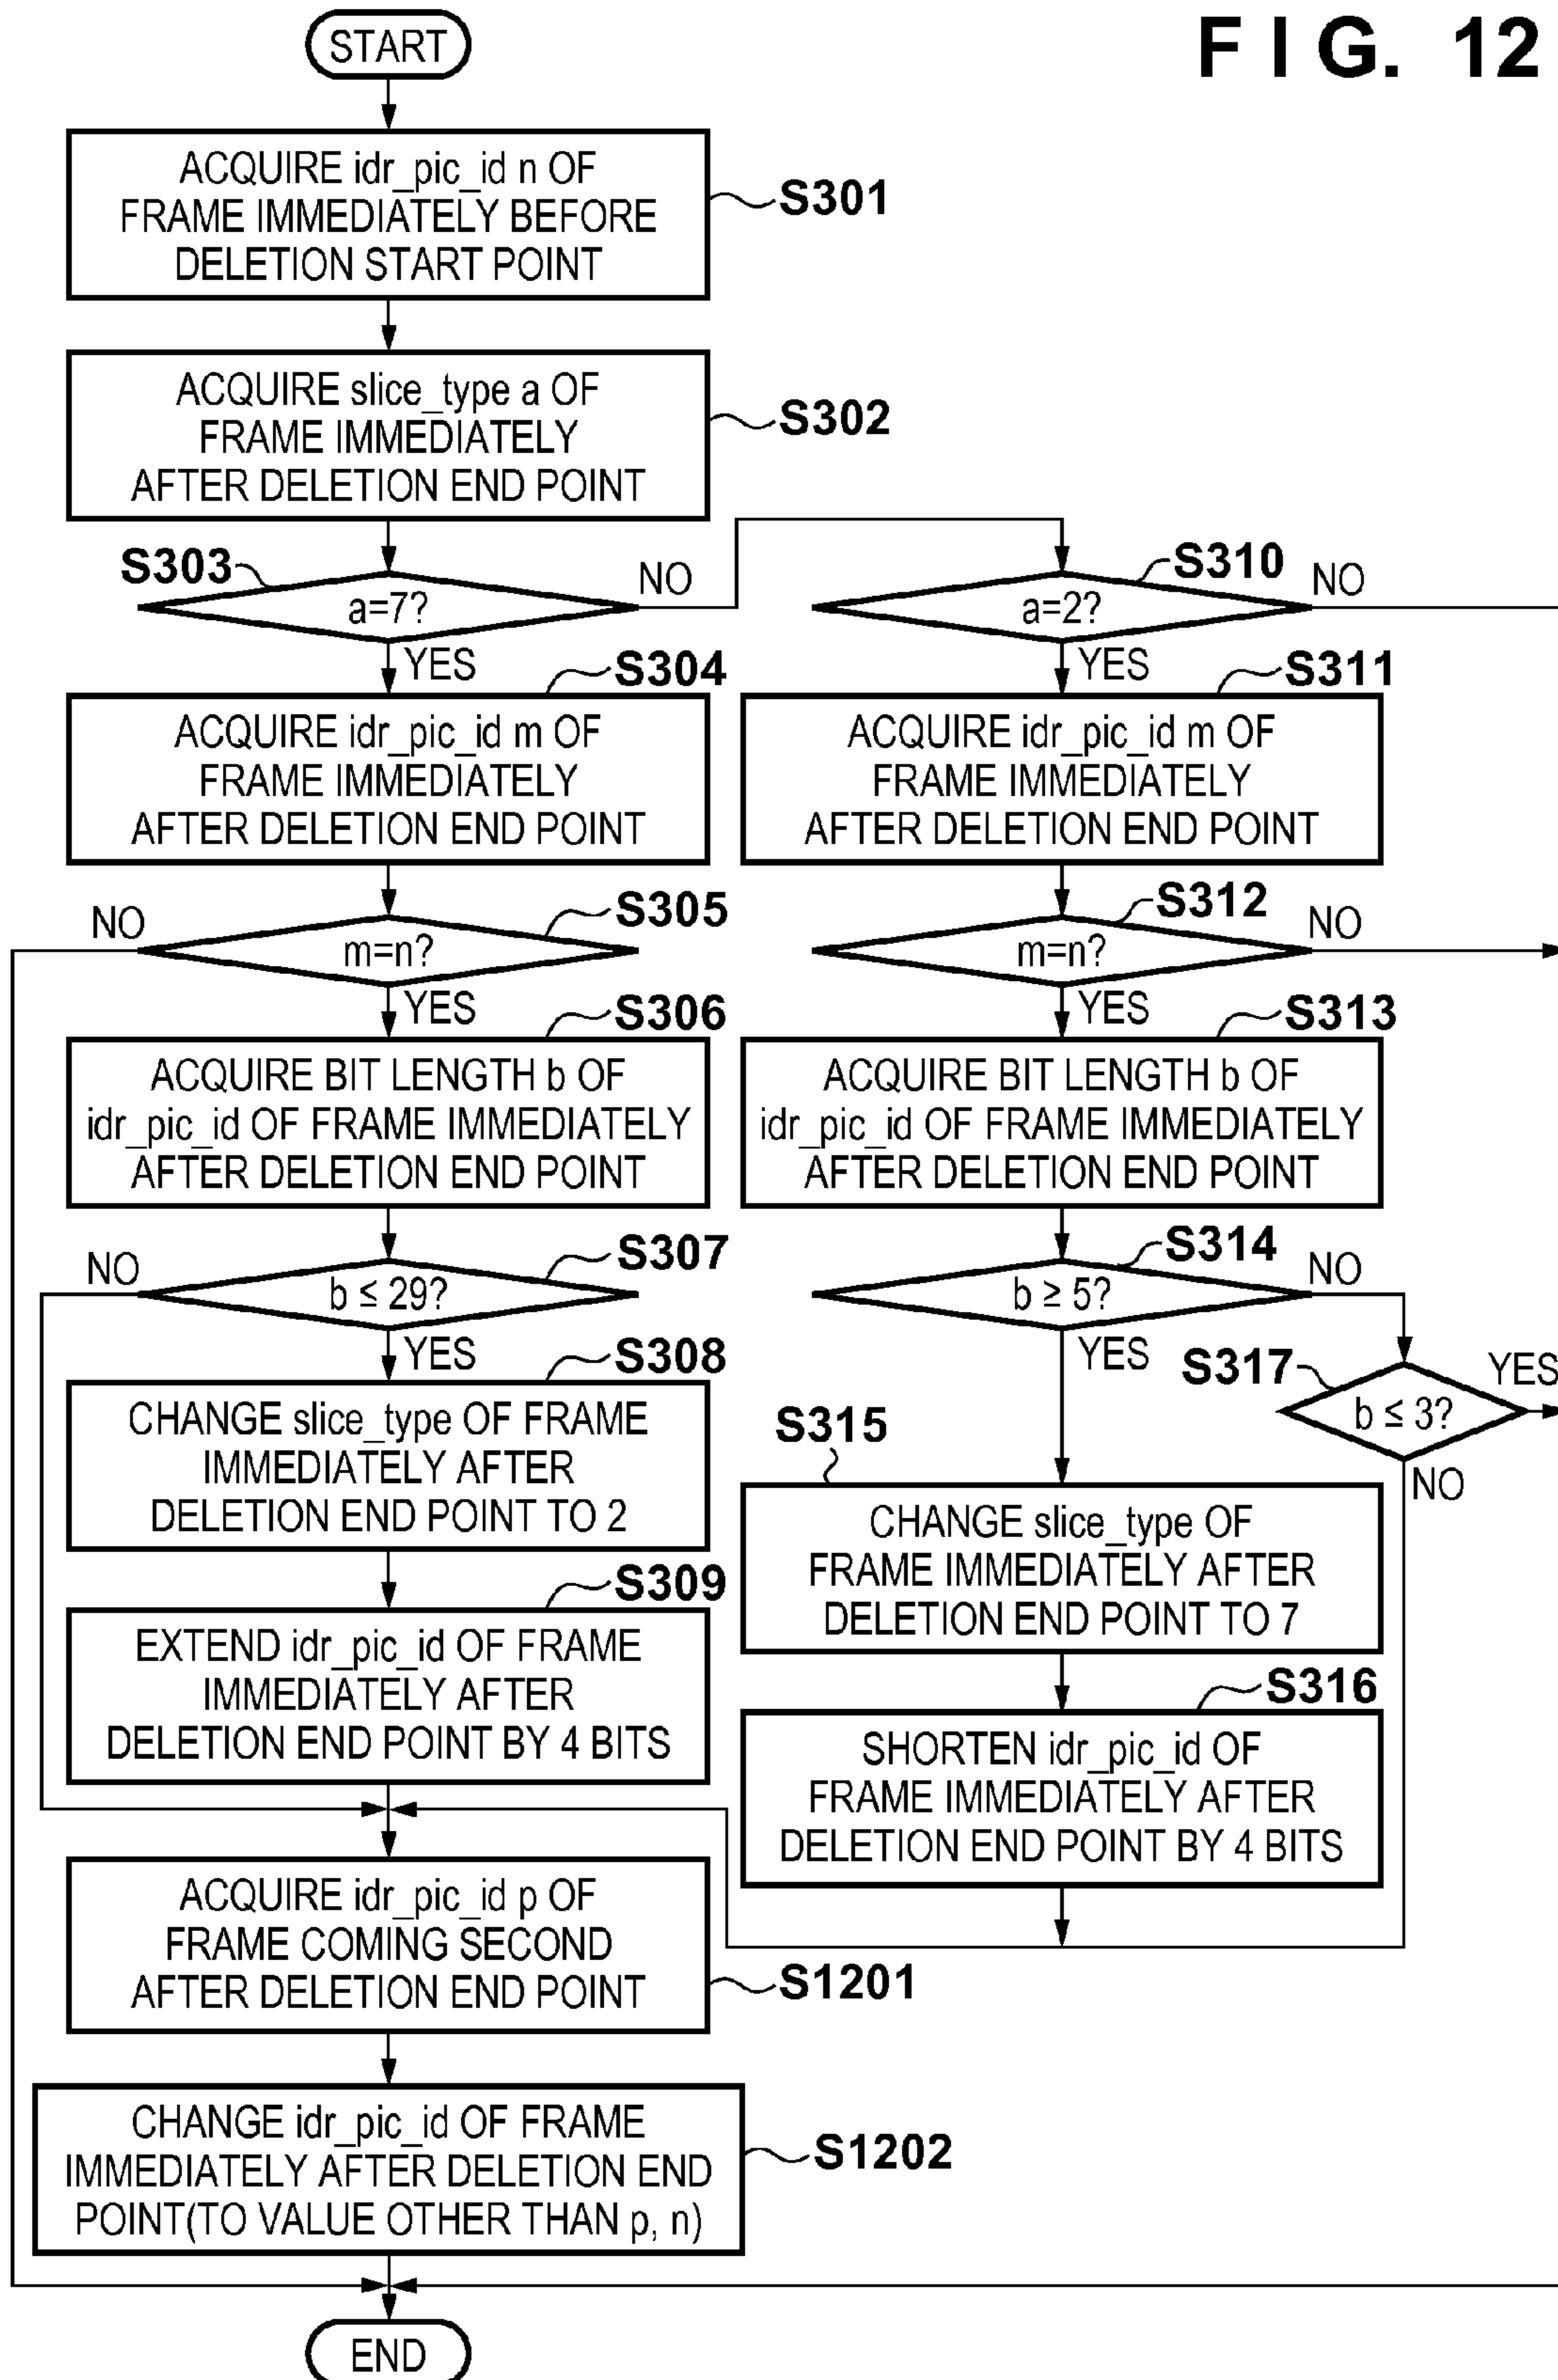 FIG. 12
START
ACQUIRE idr_pic_id n OF
FRAME IMMEDIATELY BEFORE
DELETION START POINT
S301
ACQUIRE slice_type a OF
FRAME IMMEDIATELY
AFTER DELETION END POINT
S302
S303
a=7?
NO
YES
S304
ACQUIRE idr_pic_id m OF
FRAME IMMEDIATELY
AFTER DELETION END POINT
S305
NO
m=n?
YES
S306
ACQUIRE BIT LENGTH b OF
idr_pic_id OF FRAME IMMEDIATELY
AFTER DELETION END POINT
S307
NO
b ≤ 29?
YES
S308
CHANGE slice_type OF FRAME
IMMEDIATELY AFTER
DELETION END POINT TO 2
S309
EXTEND idr_pic_id OF FRAME
IMMEDIATELY AFTER
DELETION END POINT BY 4 BITS
S310
a=2?
NO
YES
S311
ACQUIRE idr_pic_id m OF
FRAME IMMEDIATELY
AFTER DELETION END POINT
S312
m=n?
NO
YES
S313
ACQUIRE BIT LENGTH b OF
idr_pic_id OF FRAME IMMEDIATELY
AFTER DELETION END POINT
S314
b ≥ 5?
NO
YES
S317
b ≤ 3?
YES
NO
S315
CHANGE slice_type OF
FRAME IMMEDIATELY AFTER
DELETION END POINT TO 7
S316
SHORTEN idr_pic_id OF
FRAME IMMEDIATELY AFTER
DELETION END POINT BY 4 BITS
ACQUIRE idr_pic_id p OF
FRAME COMING SECOND
AFTER DELETION END POINT
S1201
CHANGE idr_pic_id OF FRAME
IMMEDIATELY AFTER DELETION END
POINT(TO VALUE OTHER THAN p, n)
S1202
END